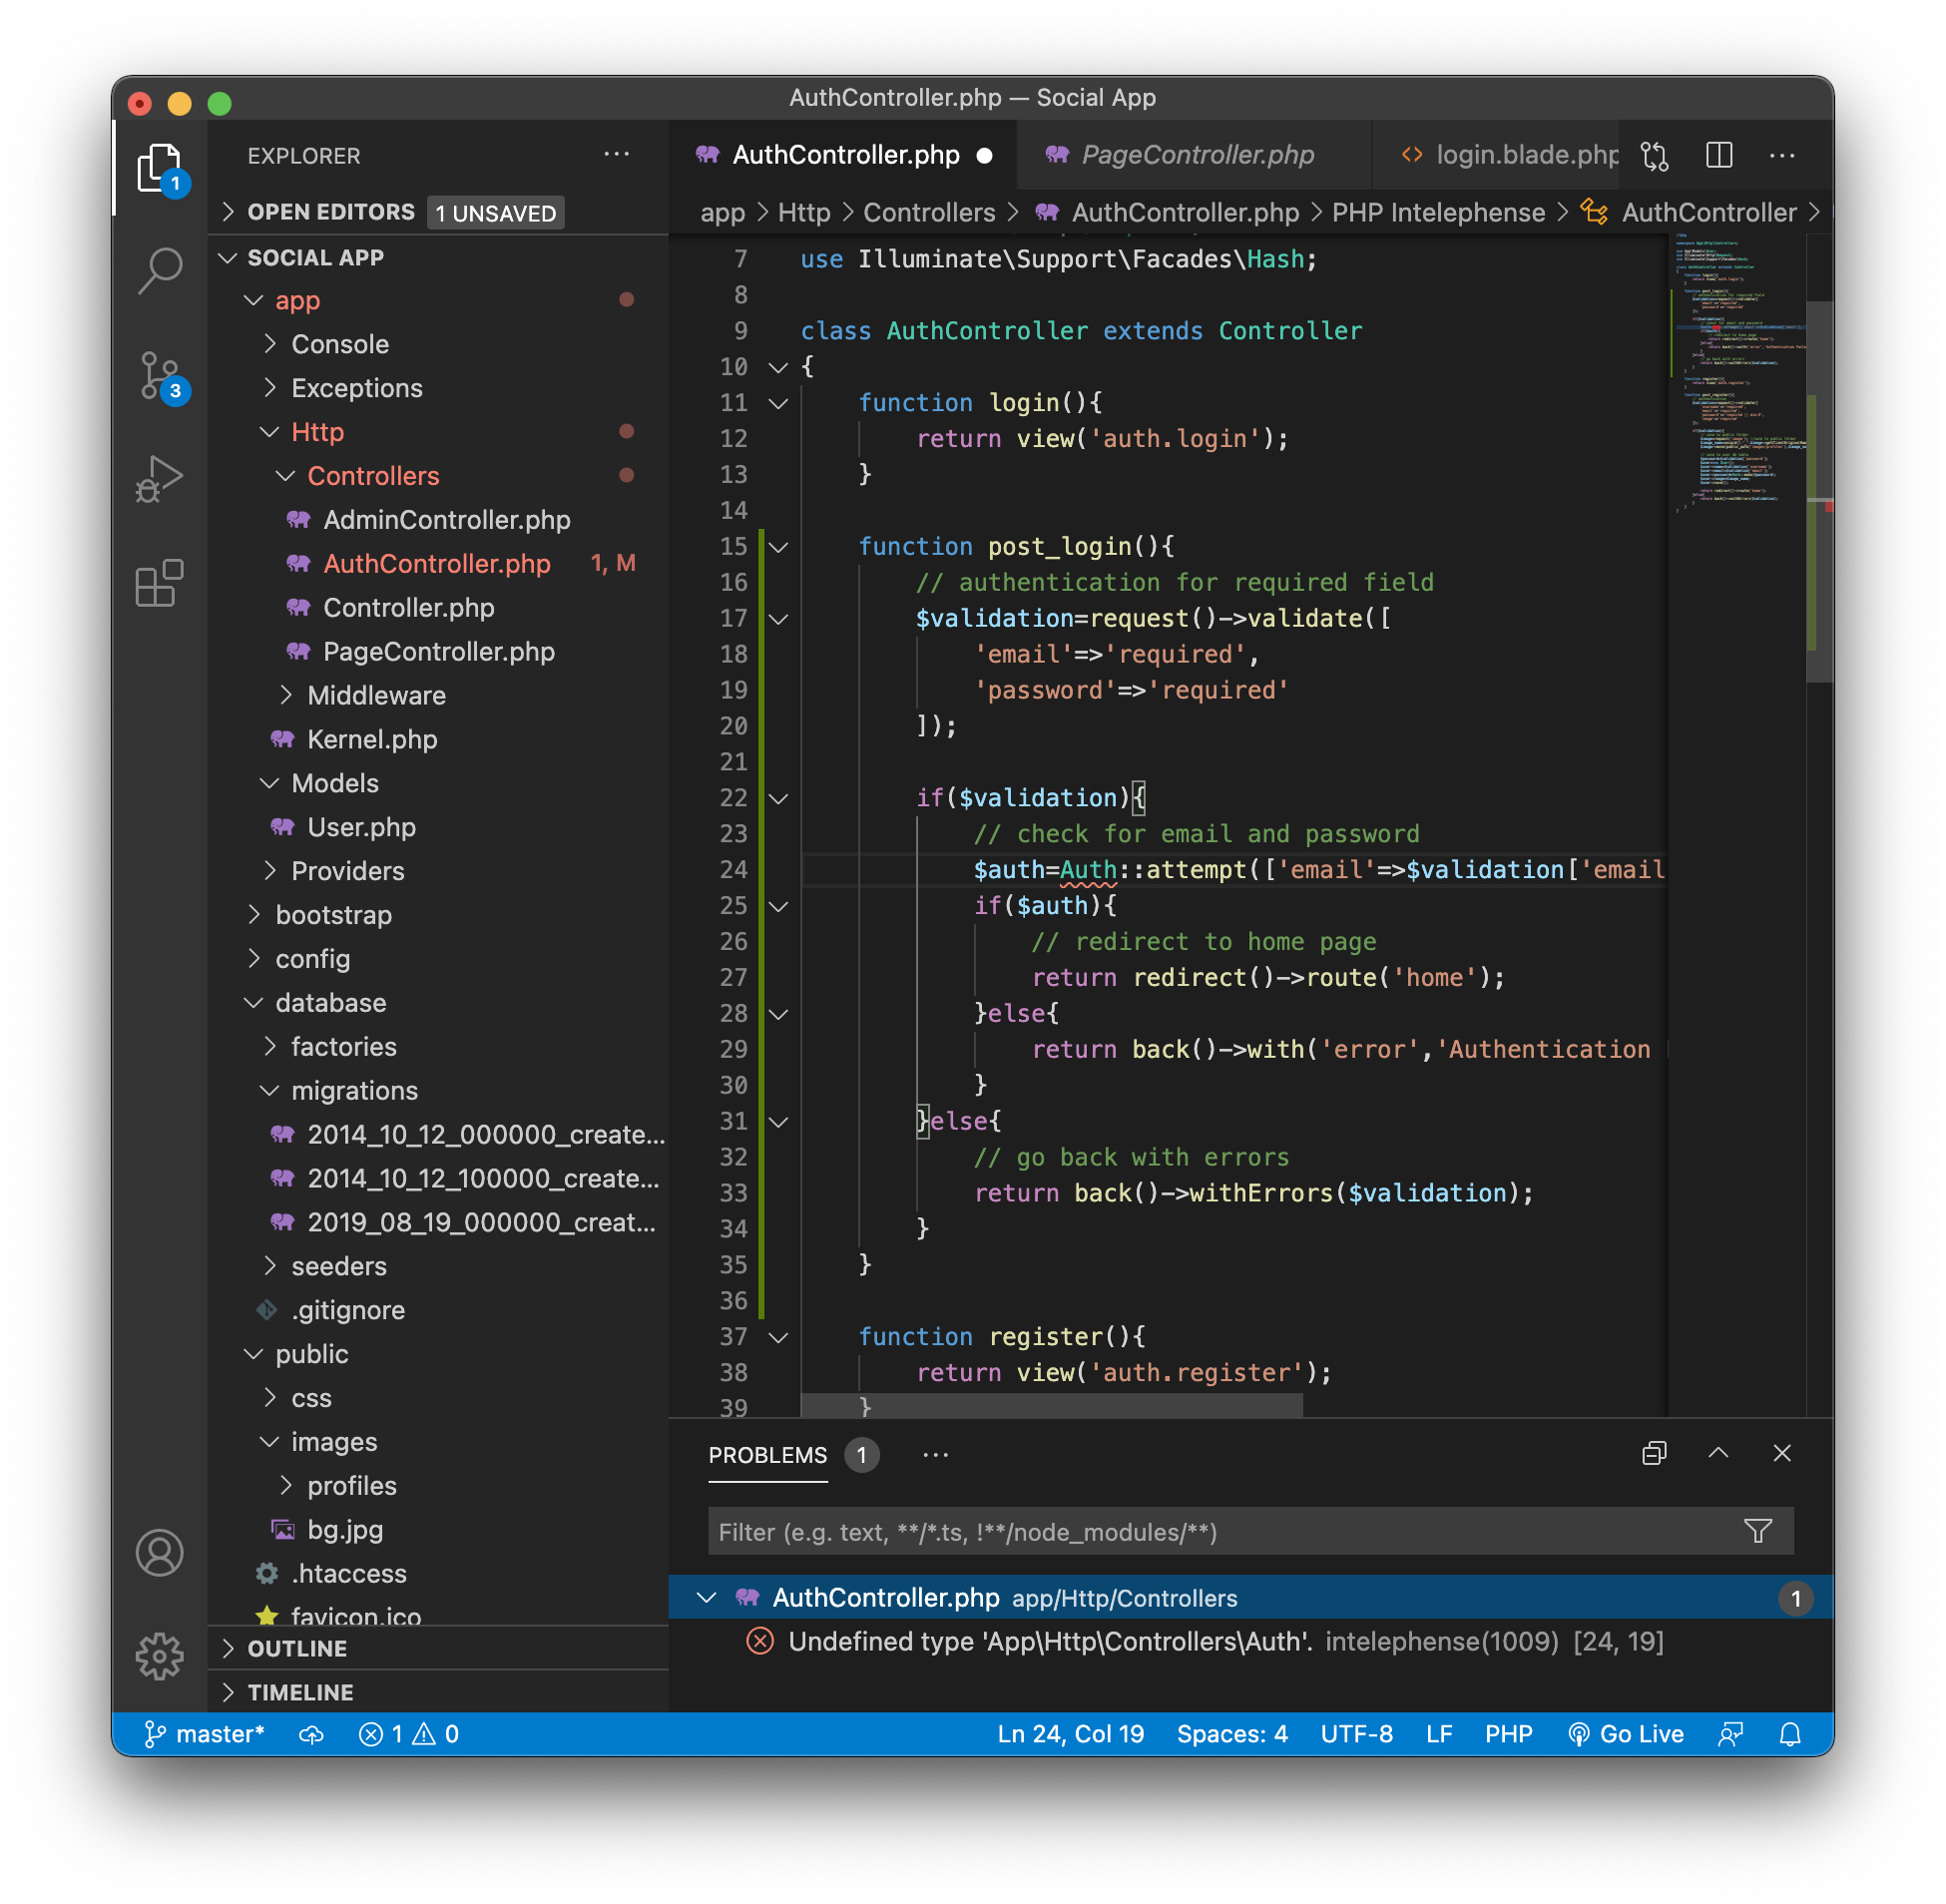 AuthController.php — Social App
EXPLORER
OPEN EDITORS 1 UNSAVED
SOCIAL APP
app
Console
Exceptions
Http
Controllers
AdminController.php
AuthController.php 1, M
Controller.php
PageController.php
Middleware
Kernel.php
Models
User.php
Providers
bootstrap
config
database
factories
migrations
2014_10_12_000000_create...
2014_10_12_100000_create...
2019_08_19_000000_creat...
seeders
.gitignore
public
css
images
profiles
bg.jpg
.htaccess
favicon.ico
OUTLINE
TIMELINE
1
3
AuthController.php PageController.php login.blade.php
app > Http > Controllers > AuthController.php > PHP Intelephense > AuthController >
7 use Illuminate\Support\Facades\Hash;
8
9 class AuthController extends Controller
10 {
11 function login(){
12 return view('auth.login');
13 }
14
15 function post_login(){
16 // authentication for required field
17 $validation=request()->validate([
18 'email'=>'required',
19 'password'=>'required'
20 ]);
21
22 if($validation){
23 // check for email and password
24 $auth=Auth::attempt(['email'=>$validation['email
25 if($auth){
26 // redirect to home page
27 return redirect()->route('home');
28 }else{
29 return back()->with('error','Authentication
30 }
31 }else{
32 // go back with errors
33 return back()->withErrors($validation);
34 }
35 }
36
37 function register(){
38 return view('auth.register');
39 }
PROBLEMS 1
Filter (e.g. text, **/*.ts, !**/node_modules/**)
AuthController.php app/Http/Controllers 1
Undefined type 'App\Http\Controllers\Auth'. intelephense(1009) [24, 19]
master* 1 0 Ln 24, Col 19 Spaces: 4 UTF-8 LF PHP Go Live